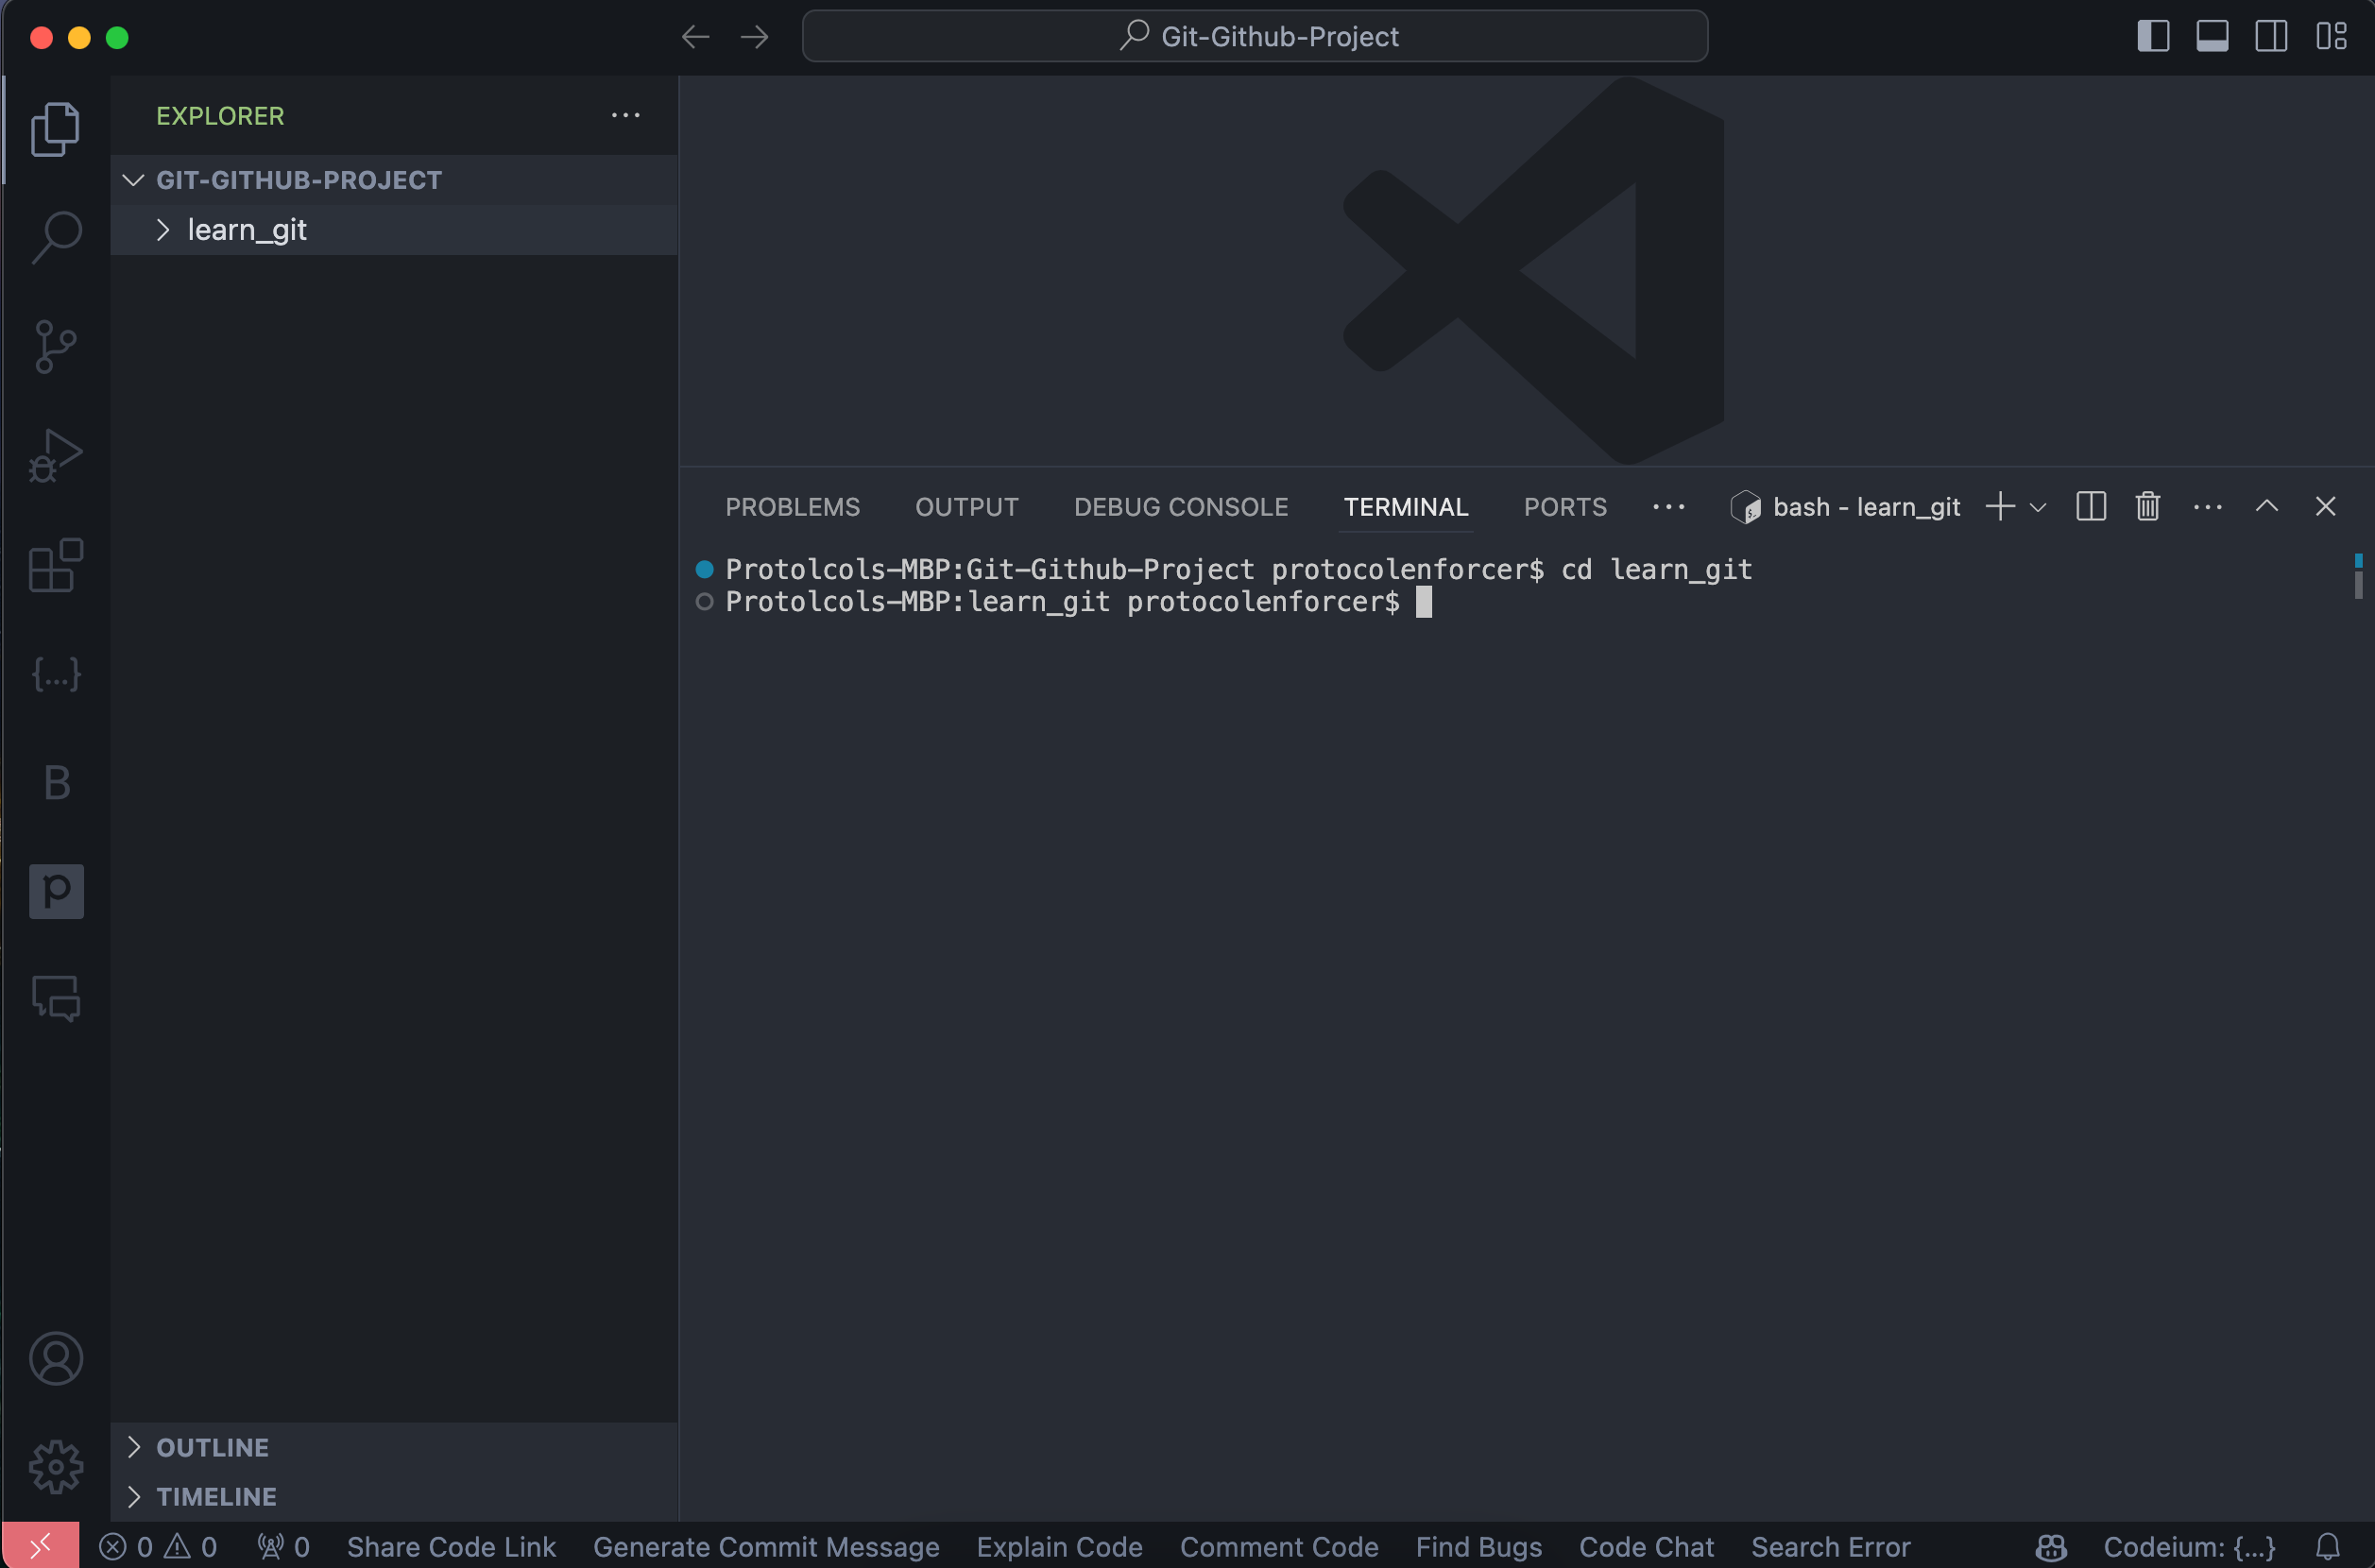 Git-Github-Project
EXPLORER
GIT-GITHUB-PROJECT
learn_git
PROBLEMS OUTPUT DEBUG CONSOLE TERMINAL PORTS bash - learn_git
Protolcols-MBP:Git-Github-Project protocolenforcer$ cd learn_git
Protolcols-MBP:learn_git protocolenforcer$
{...}
B
p
OUTLINE
TIMELINE
0 0 0 Share Code Link Generate Commit Message Explain Code Comment Code Find Bugs Code Chat Search Error Codeium: {...}